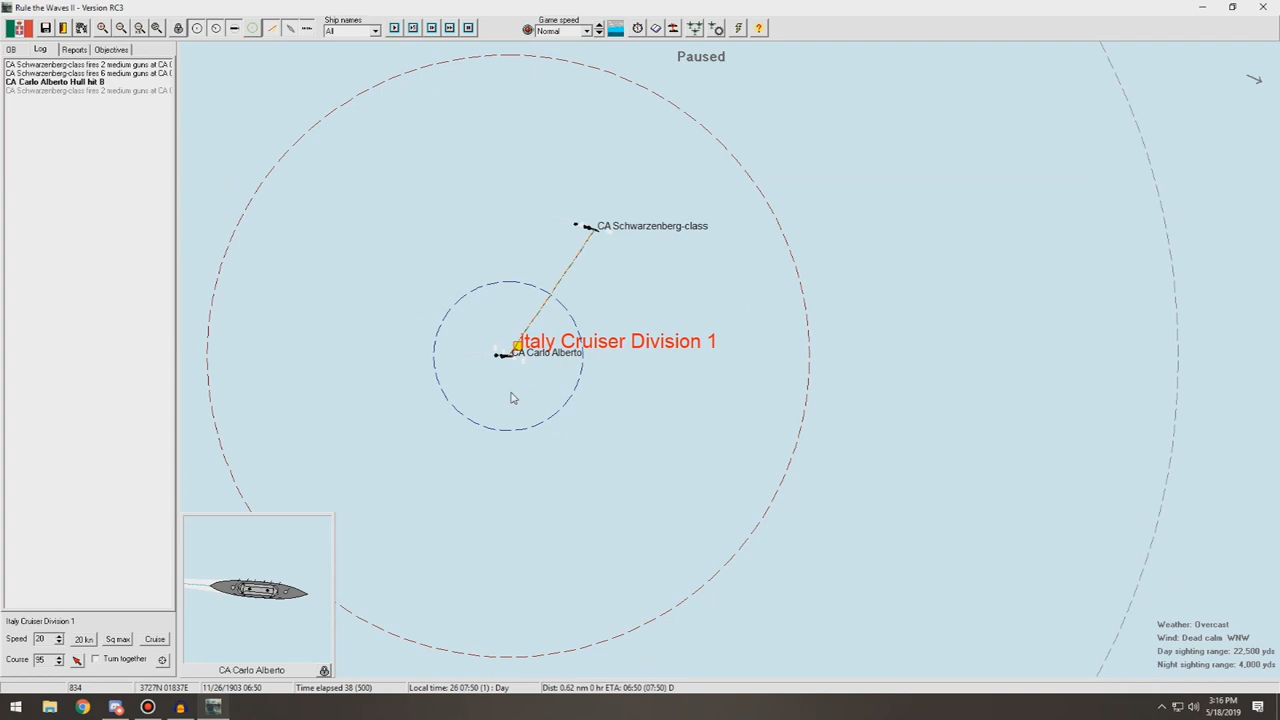 Rule the Waves II - Version RC3
Ship names
All
Game speed
Normal
OB Log Reports Objectives
CA Schwarzenberg-class fires 2 medium guns at CA C
CA Schwarzenberg-class fires 6 medium guns at CA C
CA Carlo Alberto Hull hit B
CA Schwarzenberg-class fires 2 medium guns at CA C
Paused
CA Schwarzenberg-class
Italy Cruiser Division 1
CA Carlo Alberto
Italy Cruiser Division 1
Speed 20 20 kn Sq max Cruise
Course 95 Turn together
CA Carlo Alberto
Weather: Overcast
Wind: Dead calm WNW
Day sighting range: 22,500 yds
Night sighting range: 4,000 yds
834 3727N 01837E 11/26/1903 06:50 Time elapsed 38 (500) Local time: 26 07:50 (1) : Day Dist: 0.62 nm 0 hr ETA: 06:50 (07:50) D
3:16 PM
5/18/2019